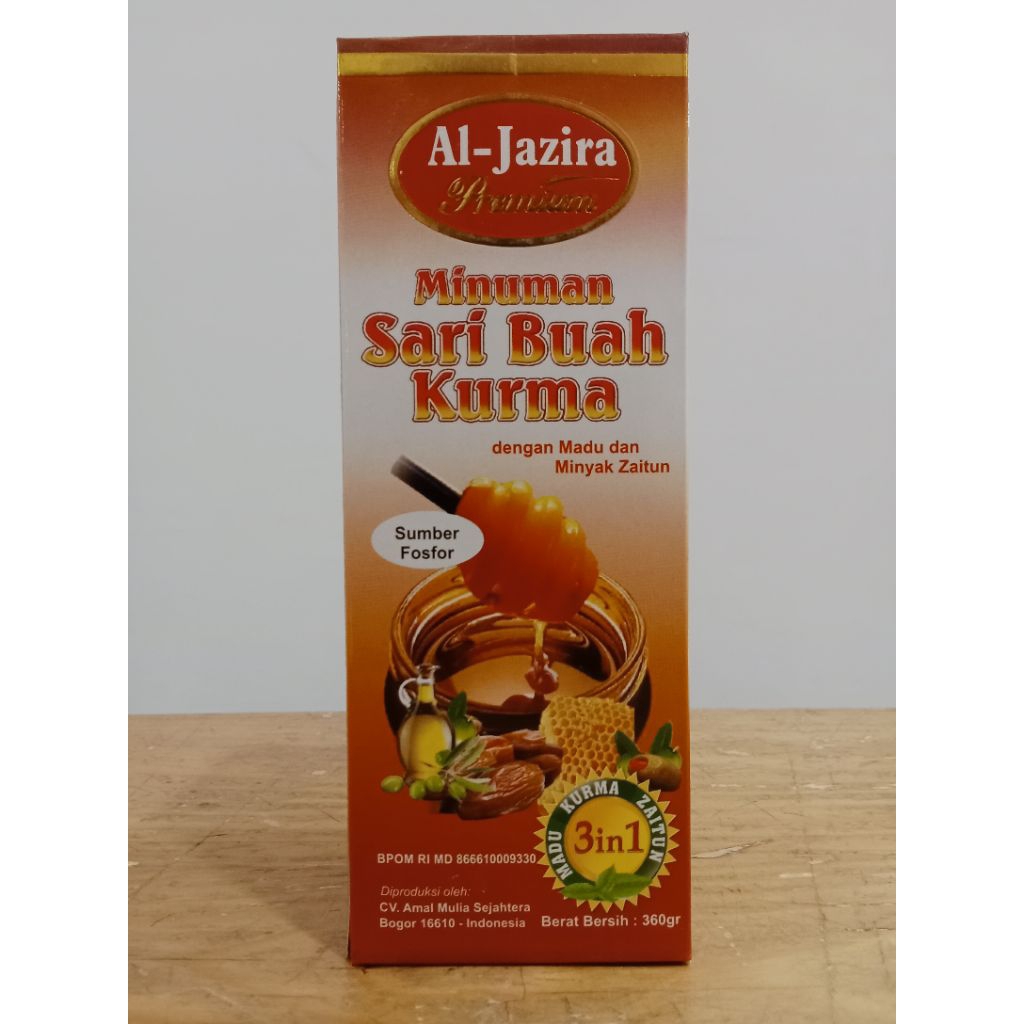 Al-Jazira
Premium
Minuman
Sari Buah
Kurma
dengan Madu dan
Minyak Zaitun
Sumber
Fosfor
MADU KURMA ZAITUN
3in1
BPOM RI MD 866610009330
Diproduksi oleh:
CV. Amal Mulia Sejahtera
Bogor 16610 - Indonesia
Berat Bersih : 360gr